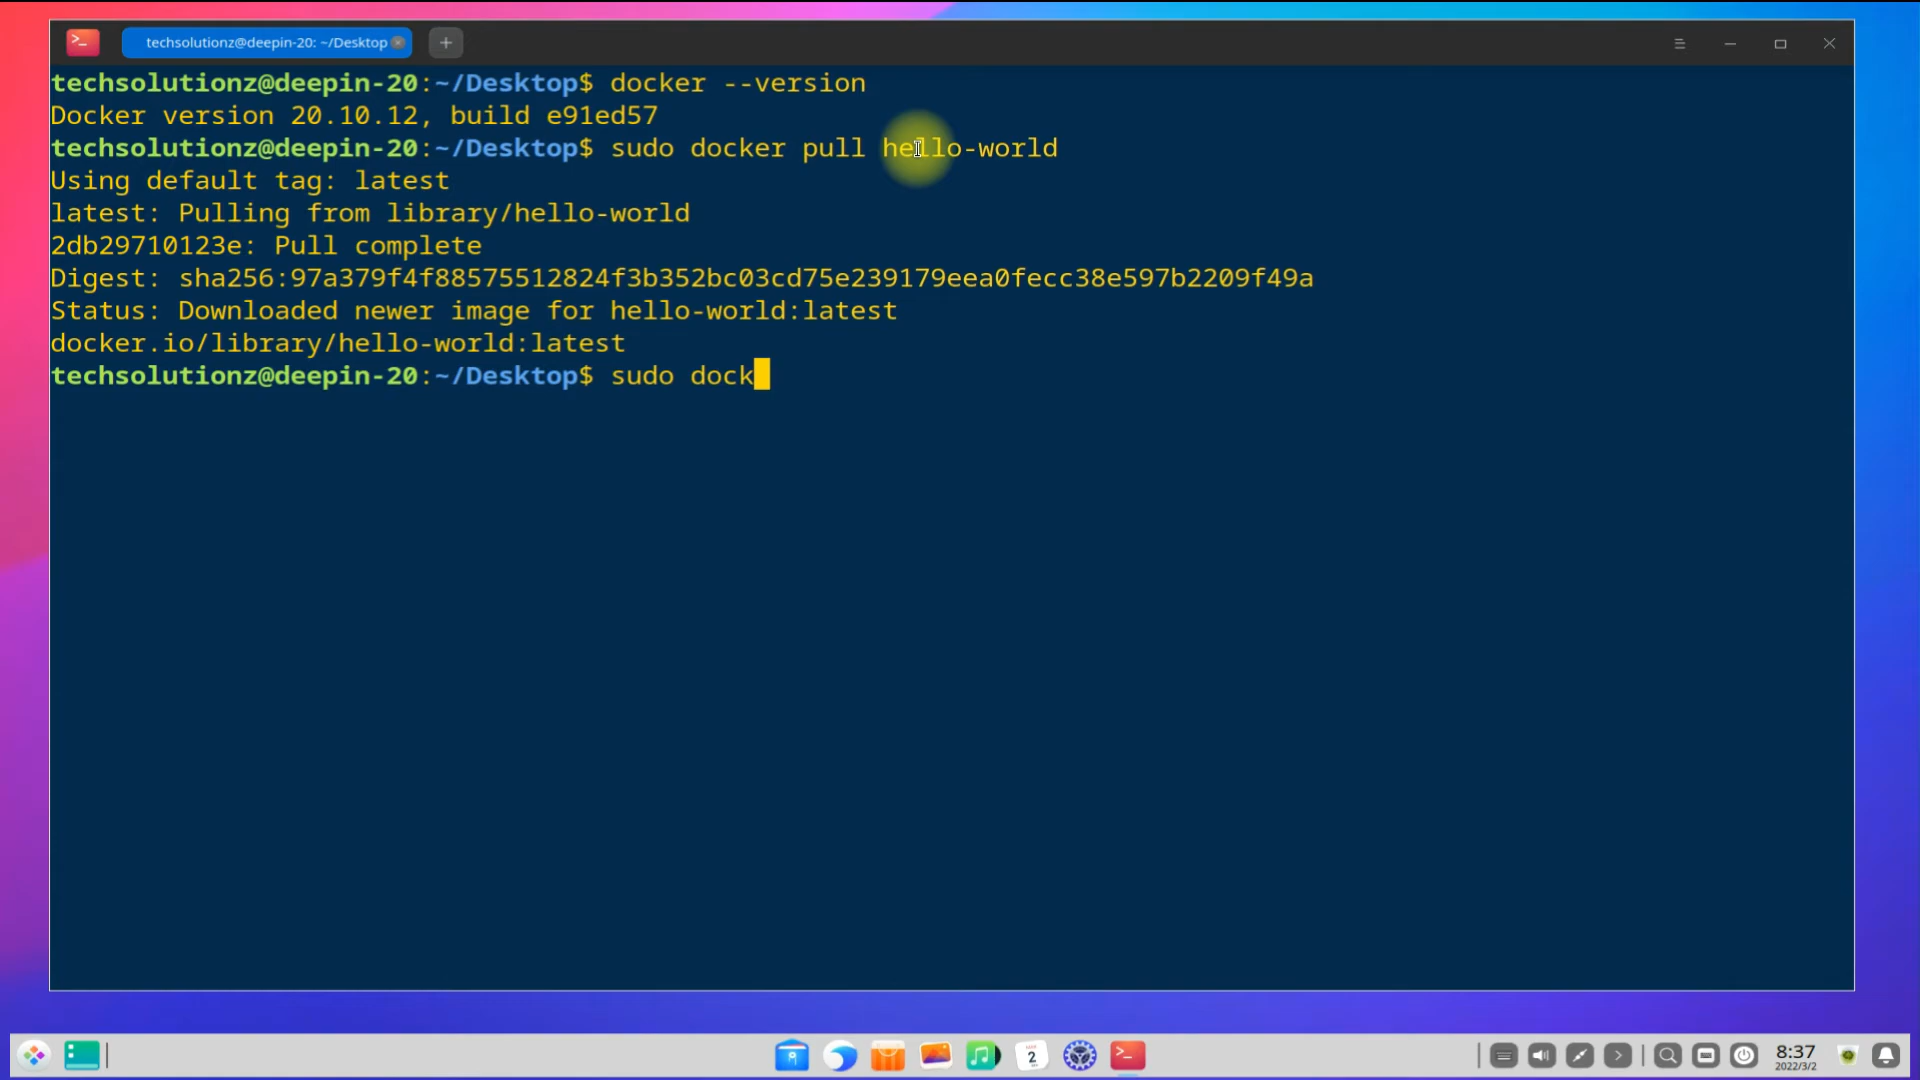 techsolutionz@deepin-20: ~/Desktop
techsolutionz@deepin-20:~/Desktop$ docker --version
Docker version 20.10.12, build e91ed57
techsolutionz@deepin-20:~/Desktop$ sudo docker pull hello-world
Using default tag: latest
latest: Pulling from library/hello-world
2db29710123e: Pull complete
Digest: sha256:97a379f4f88575512824f3b352bc03cd75e239179eea0fecc38e597b2209f49a
Status: Downloaded newer image for hello-world:latest
docker.io/library/hello-world:latest
techsolutionz@deepin-20:~/Desktop$ sudo dock
2
8:37
2022/3/2